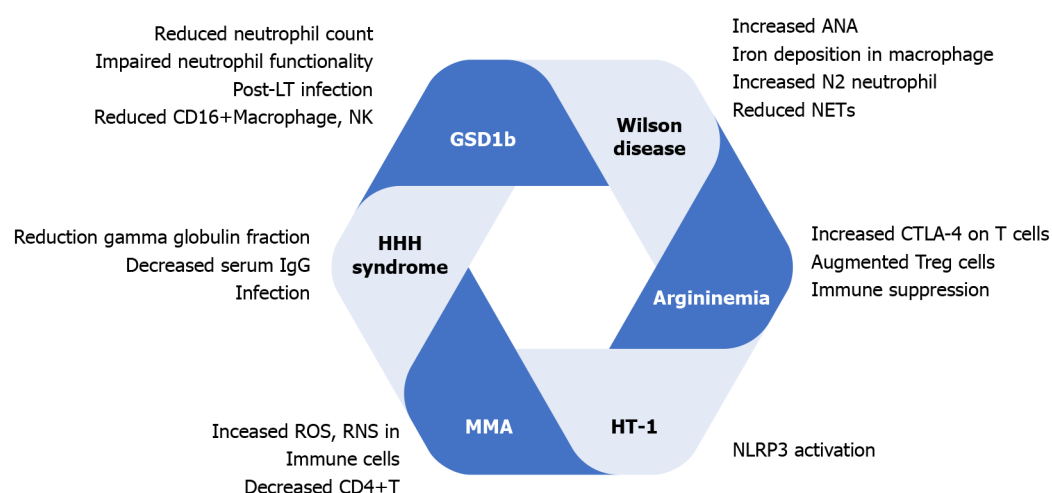 Reduced neutrophil count
Impaired neutrophil functionality
Post-LT infection
Reduced CD16+Macrophage, NK
GSD1b
Increased ANA
Iron deposition in macrophage
Increased N2 neutrophil
Reduced NETs
Wilson
disease
Reduction gamma globulin fraction
Decreased serum IgG
Infection
HHH
syndrome
Increased CTLA-4 on T cells
Augmented Treg cells
Immune suppression
Argininemia
Inceased ROS, RNS in
Immune cells
Decreased CD4+T
MMA
HT-1
NLRP3 activation